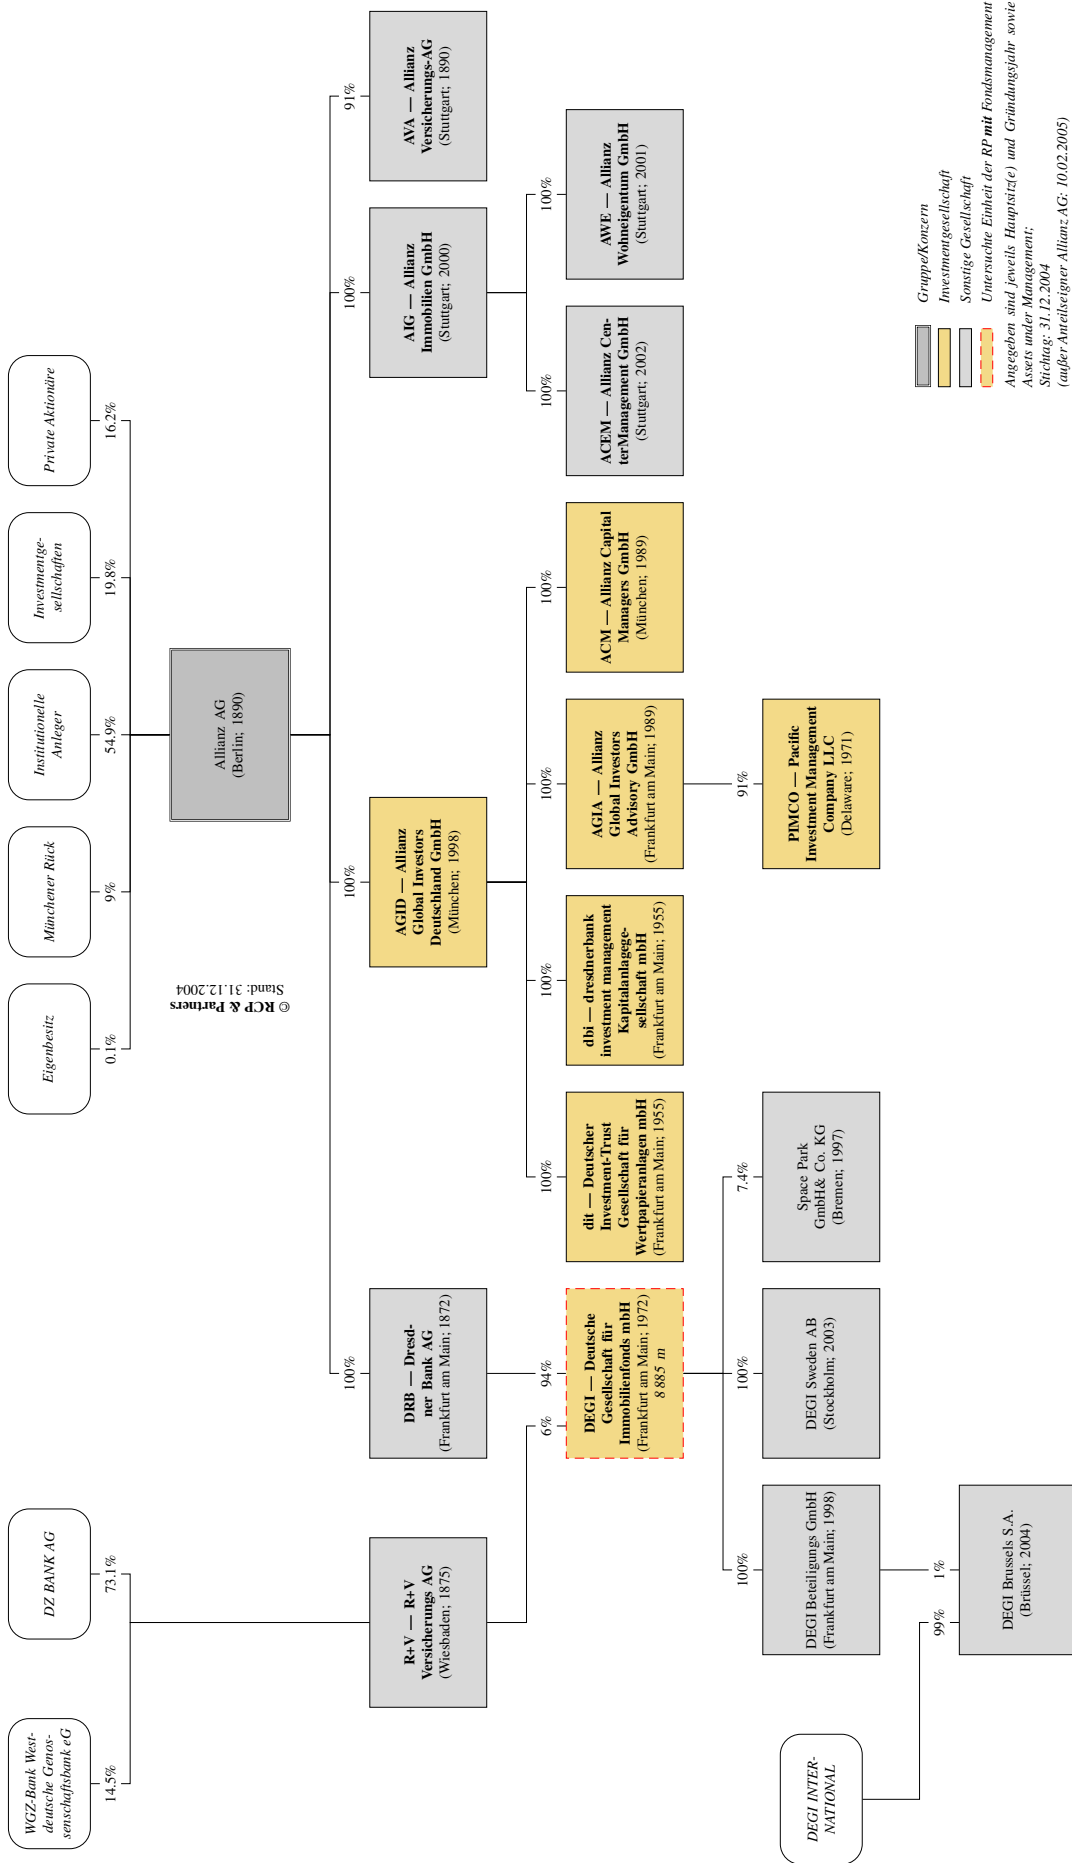 WGZ-Bank West-
deutsche Genos-
senschaftsbank eG
14.5%
DZ BANK AG
73.1%
Eigenbesitz
0.1%
Münchener Rück
9%
Institutionelle
Anleger
54.9%
Investmentge-
sellschaften
19.8%
Private Aktionäre
16.2%
© RCP & Partners
Stand: 31.12.2004
Allianz AG
(Berlin; 1890)
R+V — R+V
Versicherungs AG
(Wiesbaden; 1875)
100%
DRB — Dresd-
ner Bank AG
(Frankfurt am Main; 1872)
100%
AGID — Allianz
Global Investors
Deutschland GmbH
(München; 1998)
100%
AIG — Allianz
Immobilien GmbH
(Stuttgart; 2000)
91%
AVA — Allianz
Versicherungs-AG
(Stuttgart; 1890)
6%
94%
DEGI — Deutsche
Gesellschaft für
Immobilienfonds mbH
(Frankfurt am Main; 1972)
8 885 m
100%
dit — Deutscher
Investment-Trust
Gesellschaft für
Wertpapieranlagen mbH
(Frankfurt am Main; 1955)
100%
dbi — dresdnerbank
investment management
Kapitalanlagege-
sellschaft mbH
(Frankfurt am Main; 1955)
100%
AGIA — Allianz
Global Investors
Advisory GmbH
(Frankfurt am Main; 1989)
100%
ACM — Allianz Capital
Managers GmbH
(München; 1989)
100%
ACEM — Allianz Cen-
terManagement GmbH
(Stuttgart; 2002)
100%
AWE — Allianz
Wohneigentum GmbH
(Stuttgart; 2001)
DEGI INTER-
NATIONAL
100%
DEGI Beteiligungs GmbH
(Frankfurt am Main; 1998)
100%
DEGI Sweden AB
(Stockholm; 2003)
7.4%
Space Park
GmbH& Co. KG
(Bremen; 1997)
91%
PIMCO — Pacific
Investment Management
Company LLC
(Delaware; 1971)
99%
1%
DEGI Brussels S.A.
(Brüssel; 2004)
Gruppe/Konzern
Investmentgesellschaft
Sonstige Gesellschaft
Untersuchte Einheit der RP mit Fondsmanagement
Angegeben sind jeweils Hauptsitz(e) und Gründungsjahr sowie
Assets under Management;
Stichtag: 31.12.2004
(außer Anteilseigner Allianz AG: 10.02.2005)